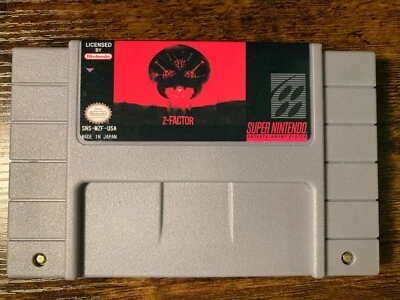 LICENSED
BY
Nintendo
SNS-MZF-USA
MADE IN JAPAN
Z-FACTOR
SUPER NINTENDO